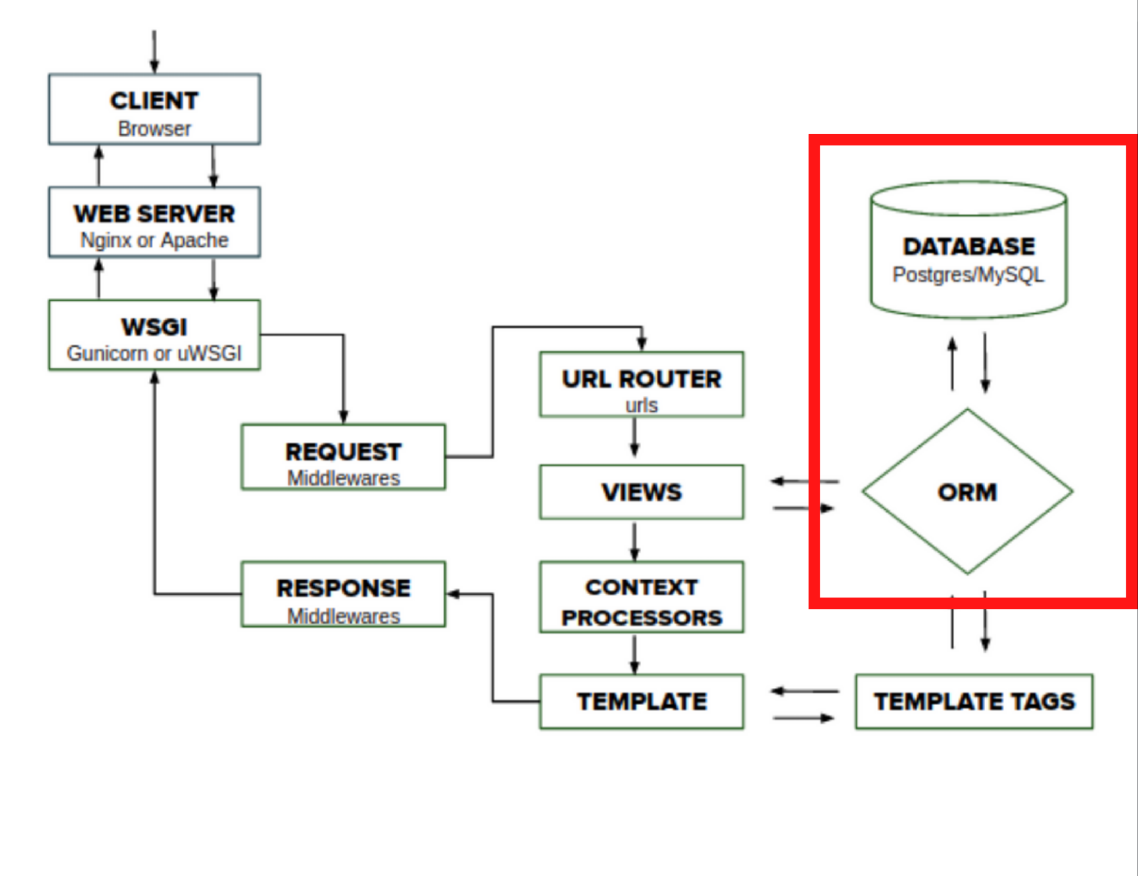 CLIENT
Browser
WEB SERVER
Nginx or Apache
WSGI
Gunicorn or uWSGI
REQUEST
Middlewares
RESPONSE
Middlewares
URL ROUTER
urls
VIEWS
CONTEXT
PROCESSORS
TEMPLATE
DATABASE
Postgres/MySQL
ORM
TEMPLATE TAGS